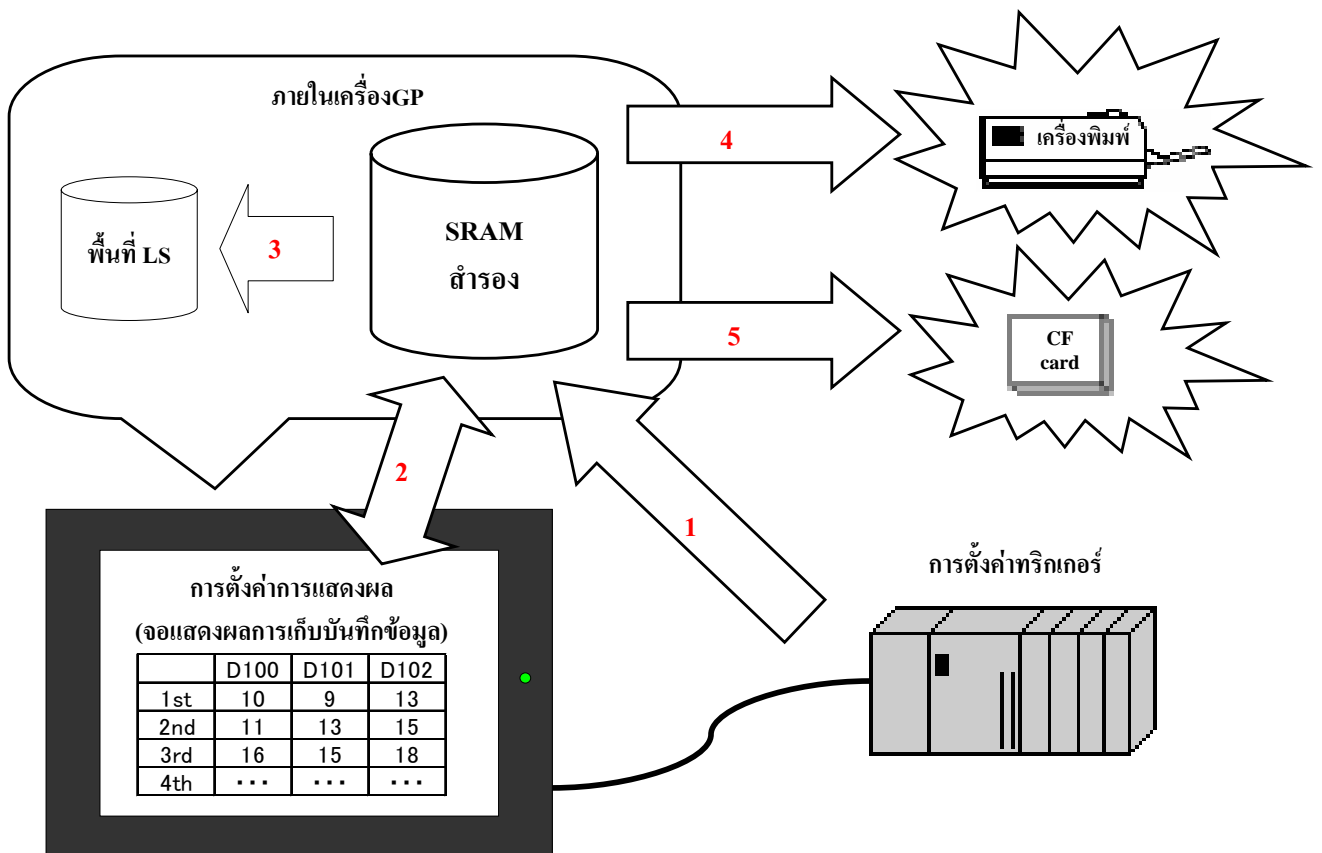 ภายในเครื่องGP
4
เครื่องพิมพ์
พื้นที่ LS
3
SRAM
สำรอง
5
CF
card
2
1
การตั้งค่าทริกเกอร์
การตั้งค่าการแสดงผล
(จอแสดงผลการเก็บบันทึกข้อมูล)
D100 D101 D102
1st 10 9 13
2nd 11 13 15
3rd 16 15 18
4th ・・・ ・・・ ・・・